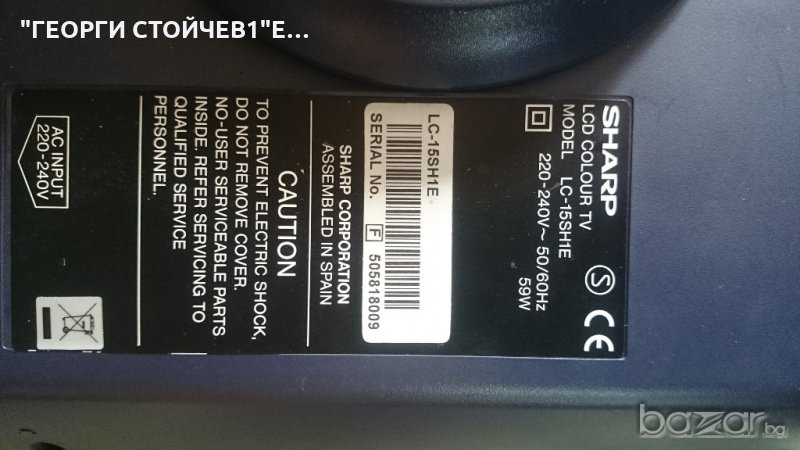 "ГЕОРГИ СТОЙЧЕВ1"Е...
SHARP
LCD COLOUR TV
MODEL LC-15SH1E
220-240V~ 50/60Hz
59W
S CE
LC-15SH1E
SERIAL No. F 505818009
SHARP CORPORATION
ASSEMBLED IN SPAIN
CAUTION
TO PREVENT ELECTRIC SHOCK,
DO NOT REMOVE COVER.
NO-USER SERVICEABLE PARTS
INSIDE. REFER SERVICING TO
QUALIFIED SERVICE
PERSONNEL.
AC INPUT
220-240V
bazar.bg